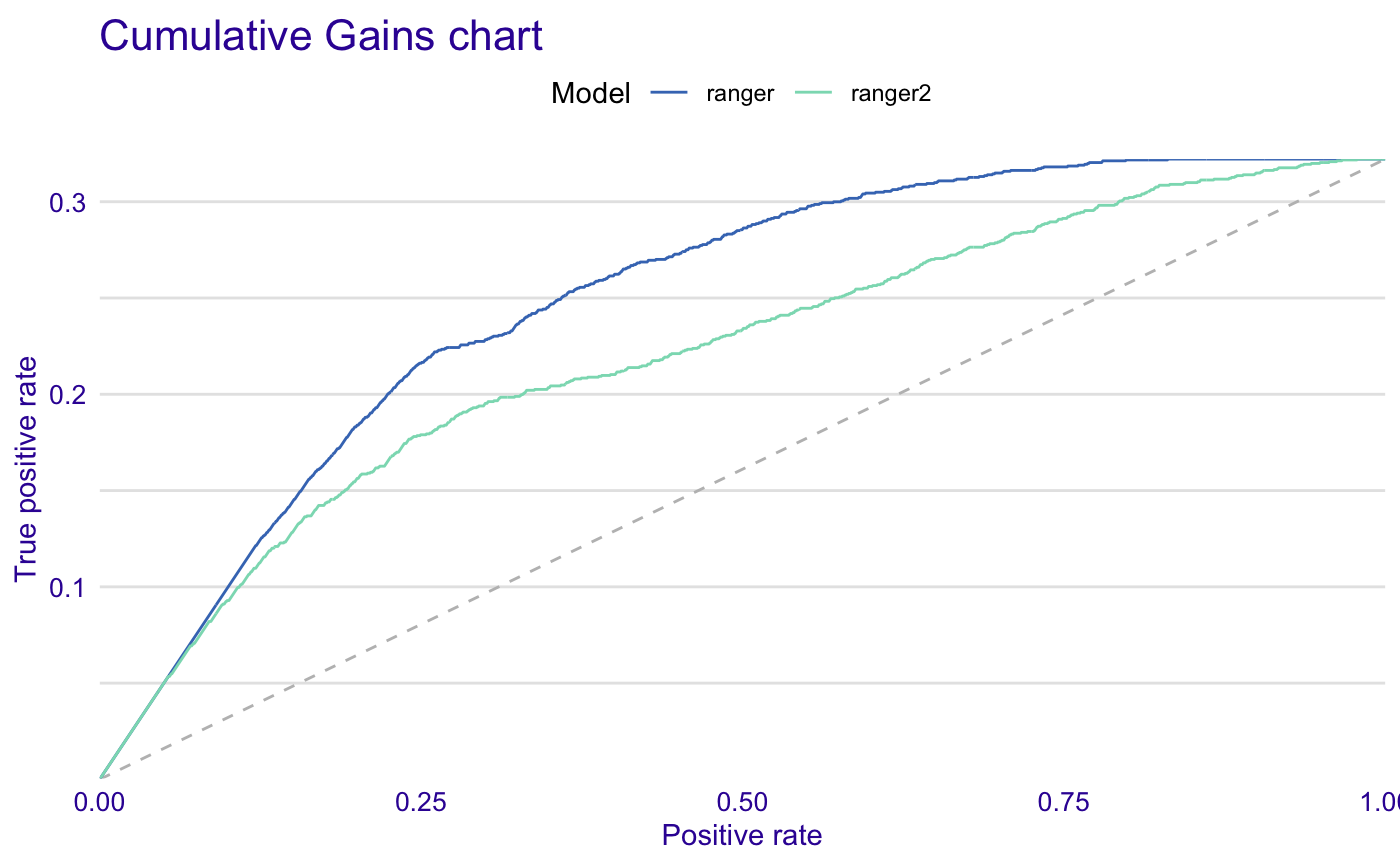 Cumulative Gains chart
Model ranger ranger2
True positive rate
0.3
0.2
0.1
0.00 0.25 0.50 0.75 1.00
Positive rate